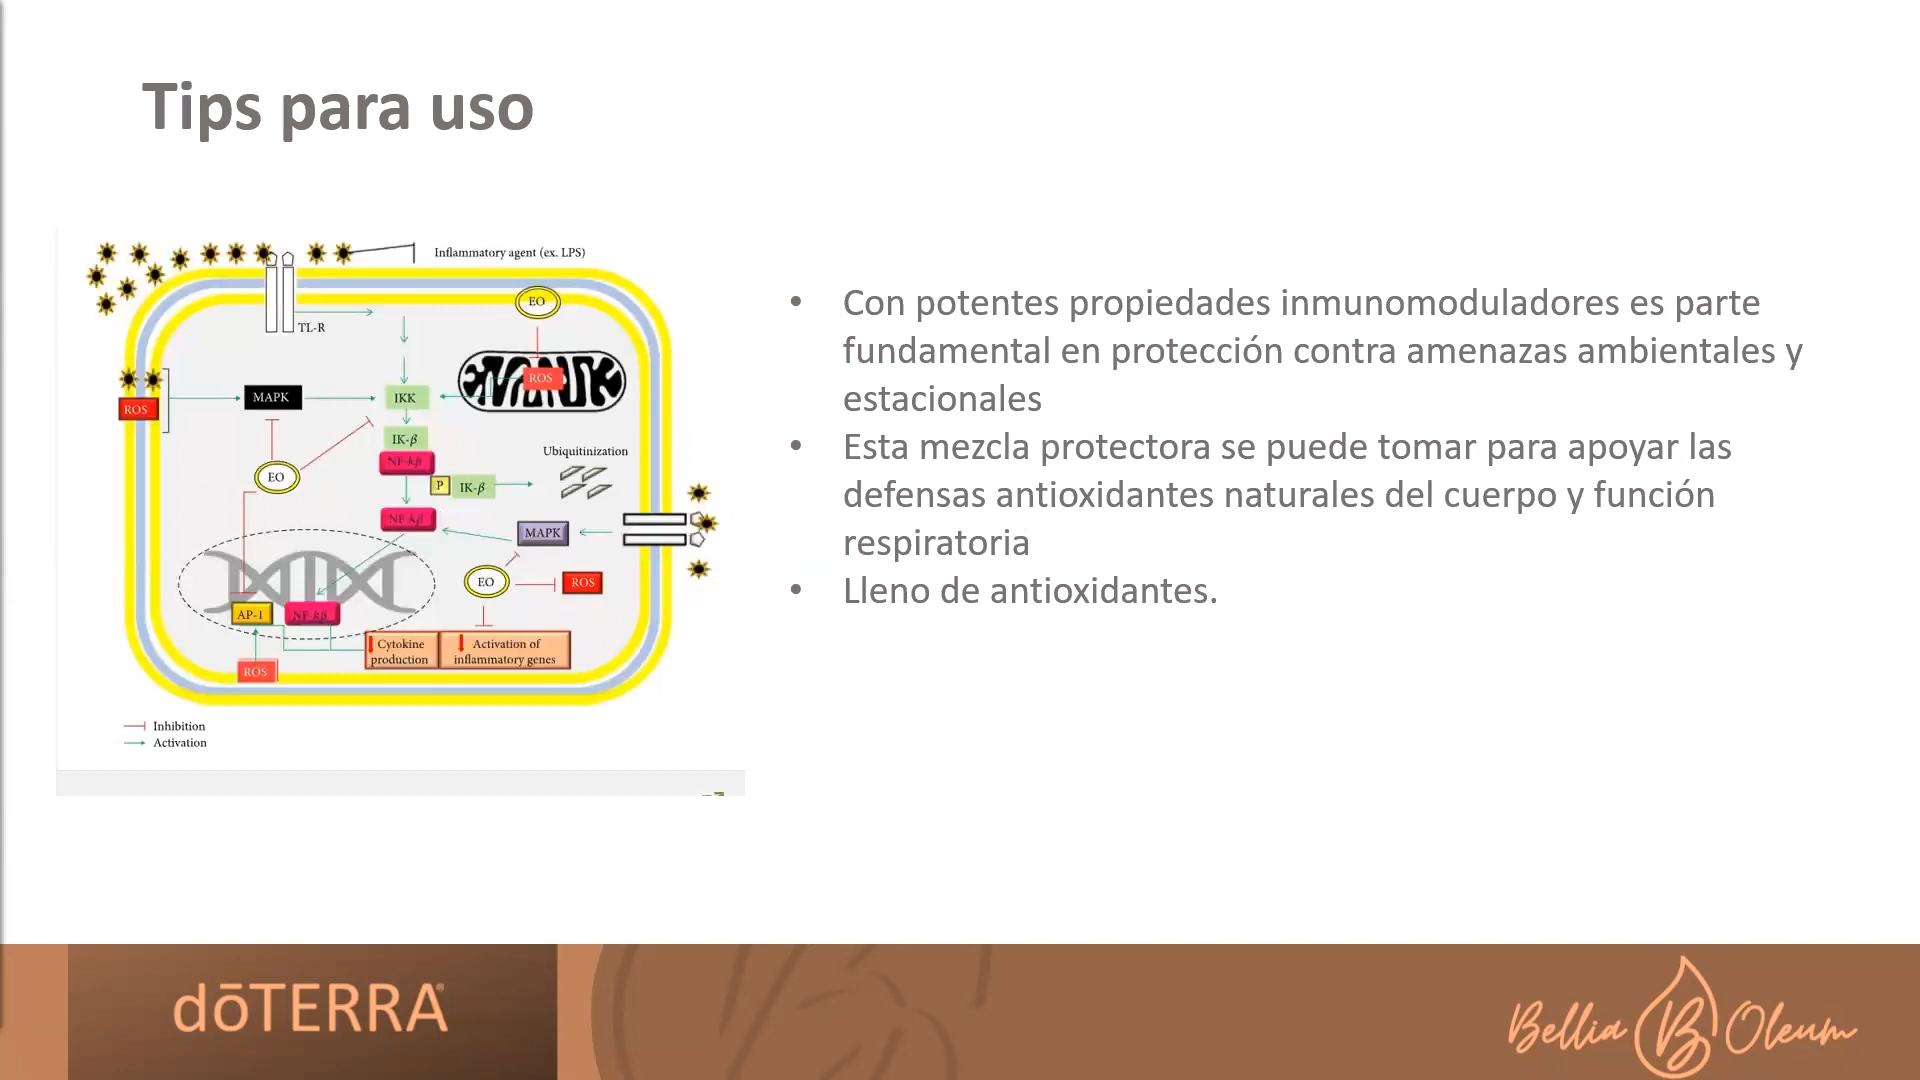 Tips para uso
Inflammatory agent (ex. LPS)
EO
TL-R
ROS
MAPK
IKK
ROS
IK-β
NF-kβ
Ubiquitinization
EO
P
IK-β
NF-kβ
MAPK
EO
ROS
AP-1
NF-kβ
Cytokine
production
Activation of
inflammatory genes
ROS
Inhibition
Activation
• Con potentes propiedades inmunomoduladores es parte
fundamental en protección contra amenazas ambientales y
estacionales
• Esta mezcla protectora se puede tomar para apoyar las
defensas antioxidantes naturales del cuerpo y función
respiratoria
• Lleno de antioxidantes.
dōTERRA®
Bellia B Oleum